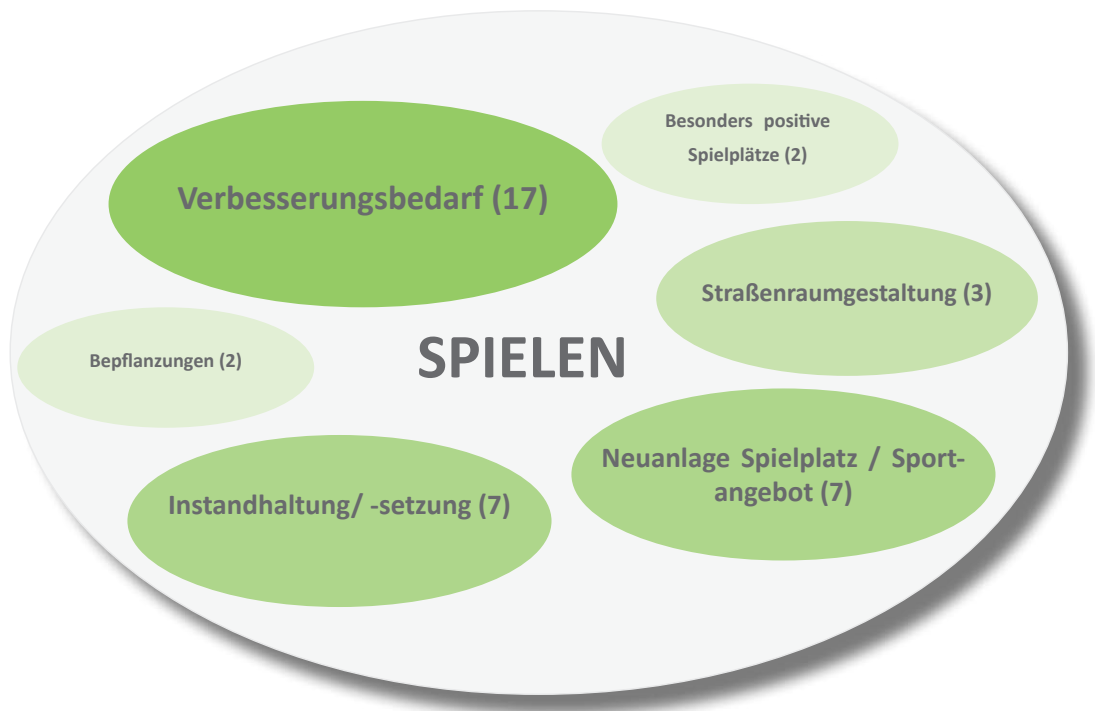 Besonders positive
Spielplätze (2)
Verbesserungsbedarf (17)
Straßenraumgestaltung (3)
Bepflanzungen (2)
SPIELEN
Neuanlage Spielplatz / Sport-
angebot (7)
Instandhaltung/ -setzung (7)